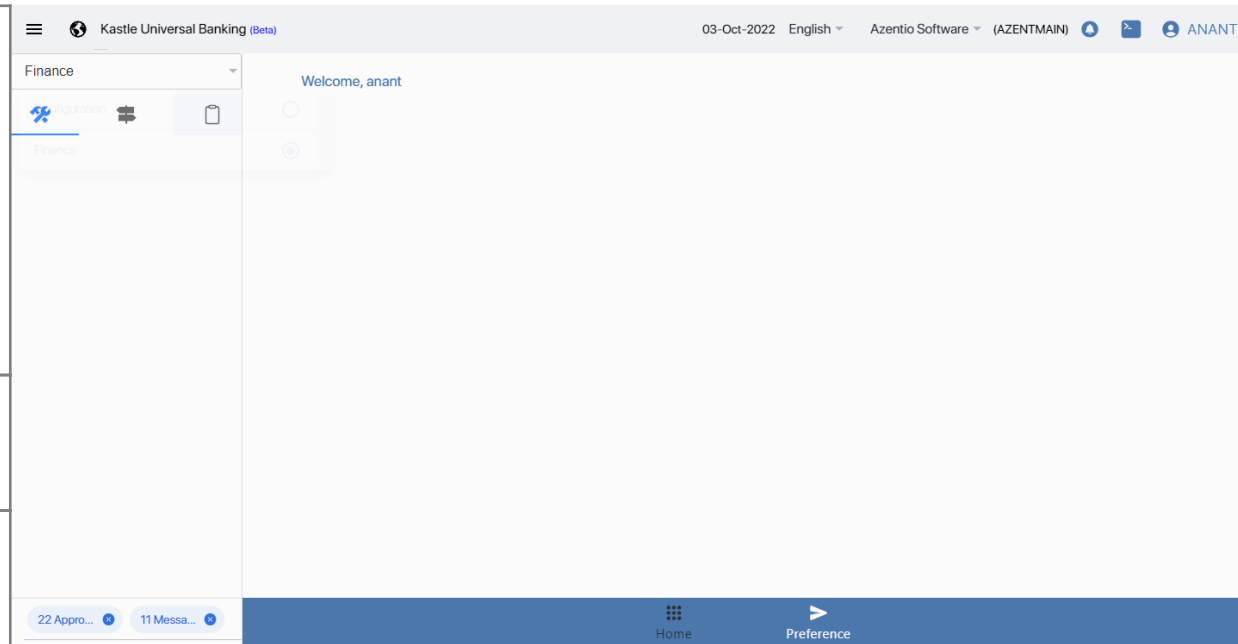 Kastle Universal Banking (Beta) 03-Oct-2022 English Azentio Software (AZENTMAIN) ANANT
Finance
Welcome, anant
figuration
Finance
22 Appro... 11 Messa...
Home Preference